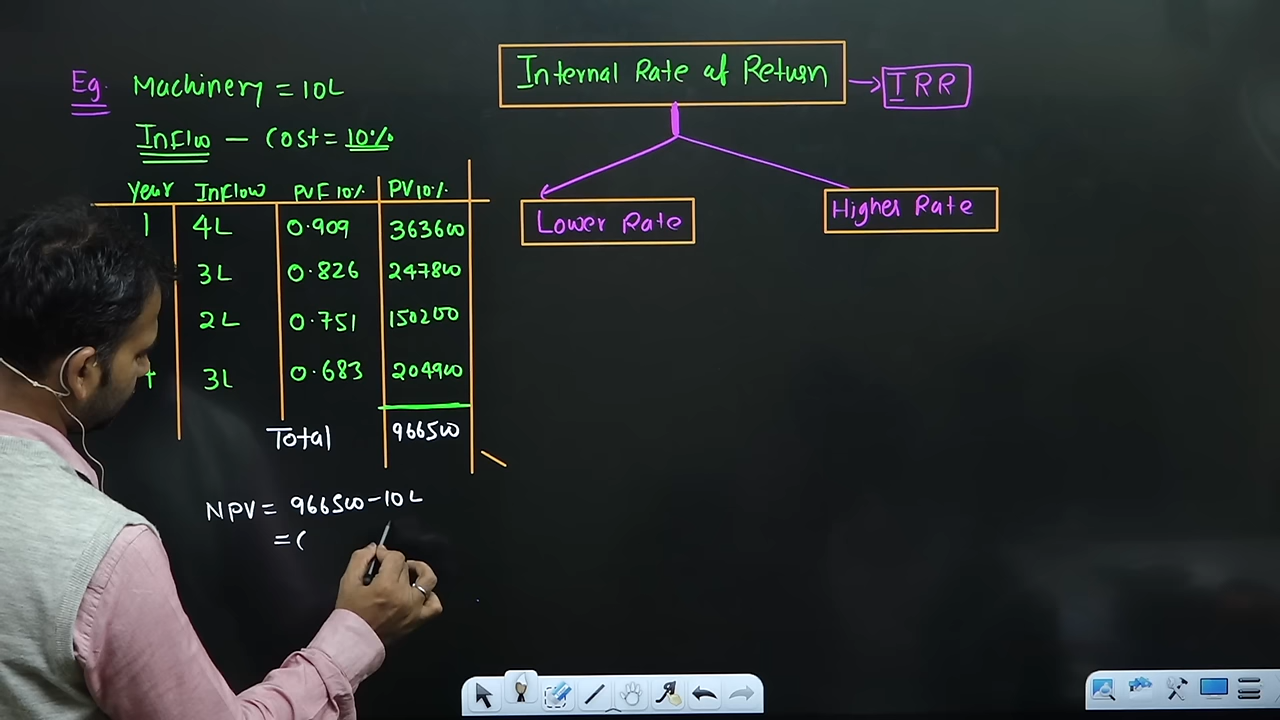 Eg. Machinery = 10L
Inflw — Cost = 10%
Year Inflow PVF 10% PV 10%
1 4L 0.909 363600
3L 0.826 247800
2L 0.751 150200
3L 0.683 204900
Total 966500
NPV = 966500 - 10L
= (
Internal Rate of Return → IRR
Lower Rate
Higher Rate